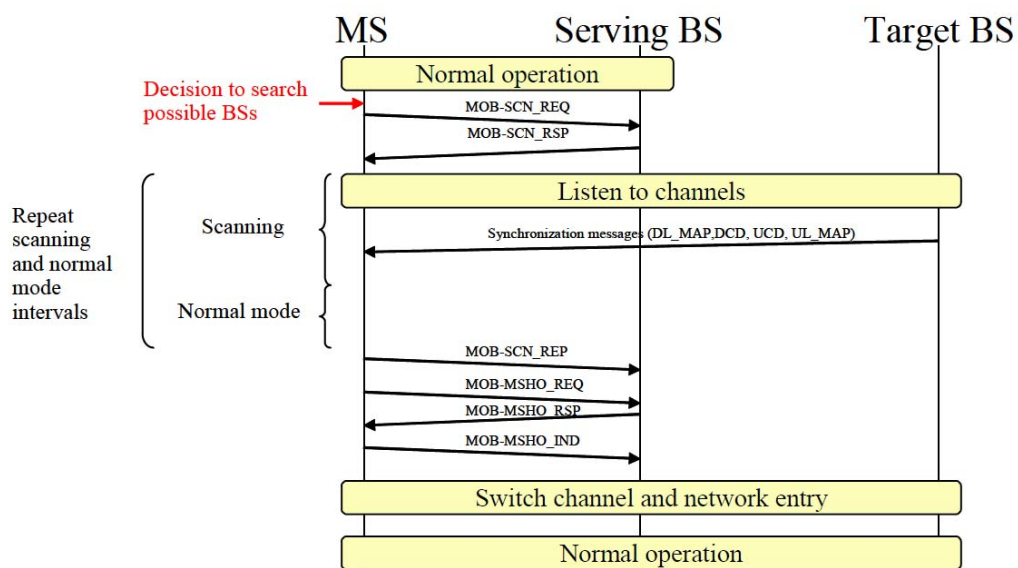 MS
Serving BS
Target BS
Normal operation
Decision to search
possible BSs
MOB-SCN_REQ
MOB-SCN_RSP
Listen to channels
Repeat
scanning
and normal
mode
intervals
Scanning
Synchronization messages (DL_MAP,DCD, UCD, UL_MAP)
Normal mode
MOB-SCN_REP
MOB-MSHO_REQ
MOB-MSHO_RSP
MOB-MSHO_IND
Switch channel and network entry
Normal operation